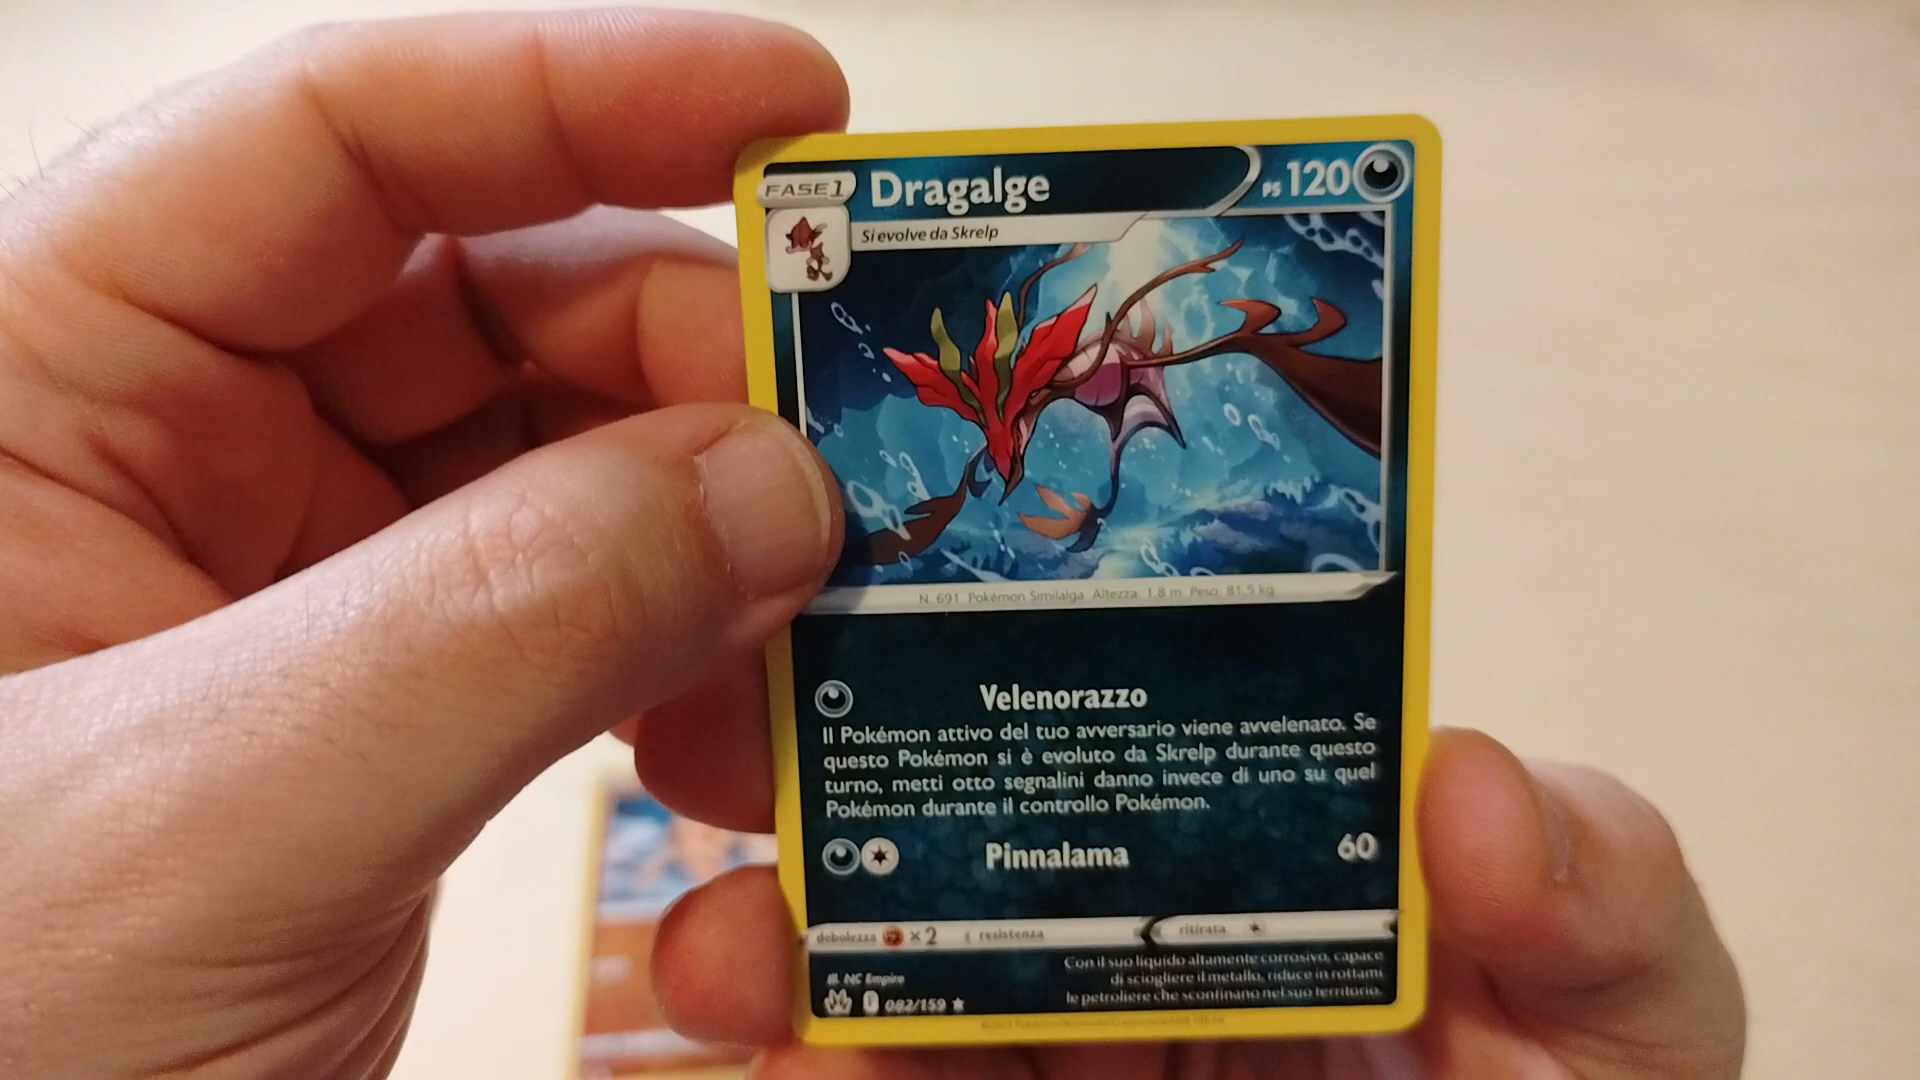 FASE 1 Dragalge PS 120
Si evolve da Skrelp
N. 691 Pokémon Similalga Altezza: 1,8 m Peso: 81,5 kg
Velenorazzo
Il Pokémon attivo del tuo avversario viene avvelenato. Se
questo Pokémon si è evoluto da Skrelp durante questo
turno, metti otto segnalini danno invece di uno su quel
Pokémon durante il controllo Pokémon.
Pinnalama 60
debolezza ×2 resistenza ritirata
Ill. NC Empire
Con il suo liquido altamente corrosivo, capace
di sciogliere il metallo, riduce in rottami
le petroliere che sconfinano nel suo territorio.
082/159